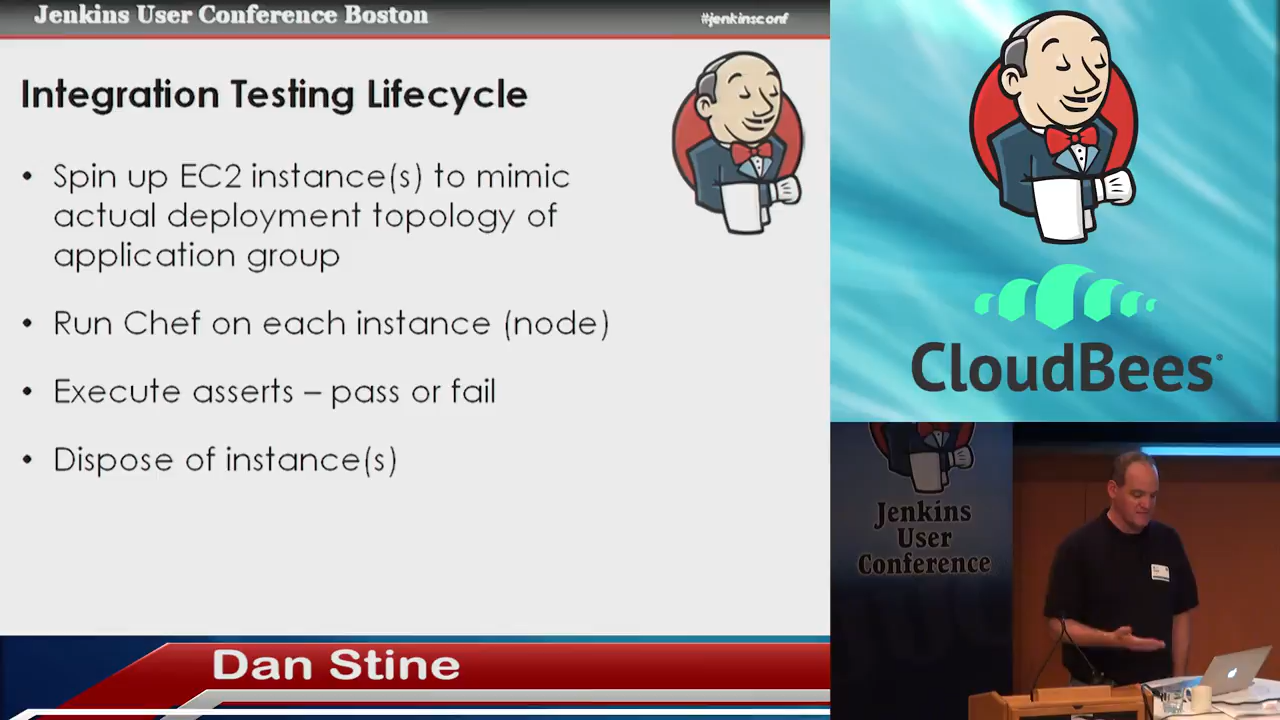 Jenkins User Conference Boston
#jenkinsconf
Integration Testing Lifecycle
• Spin up EC2 instance(s) to mimic
actual deployment topology of
application group
• Run Chef on each instance (node)
• Execute asserts – pass or fail
• Dispose of instance(s)
Dan Stine
CloudBees
Jenkins
User
Conference